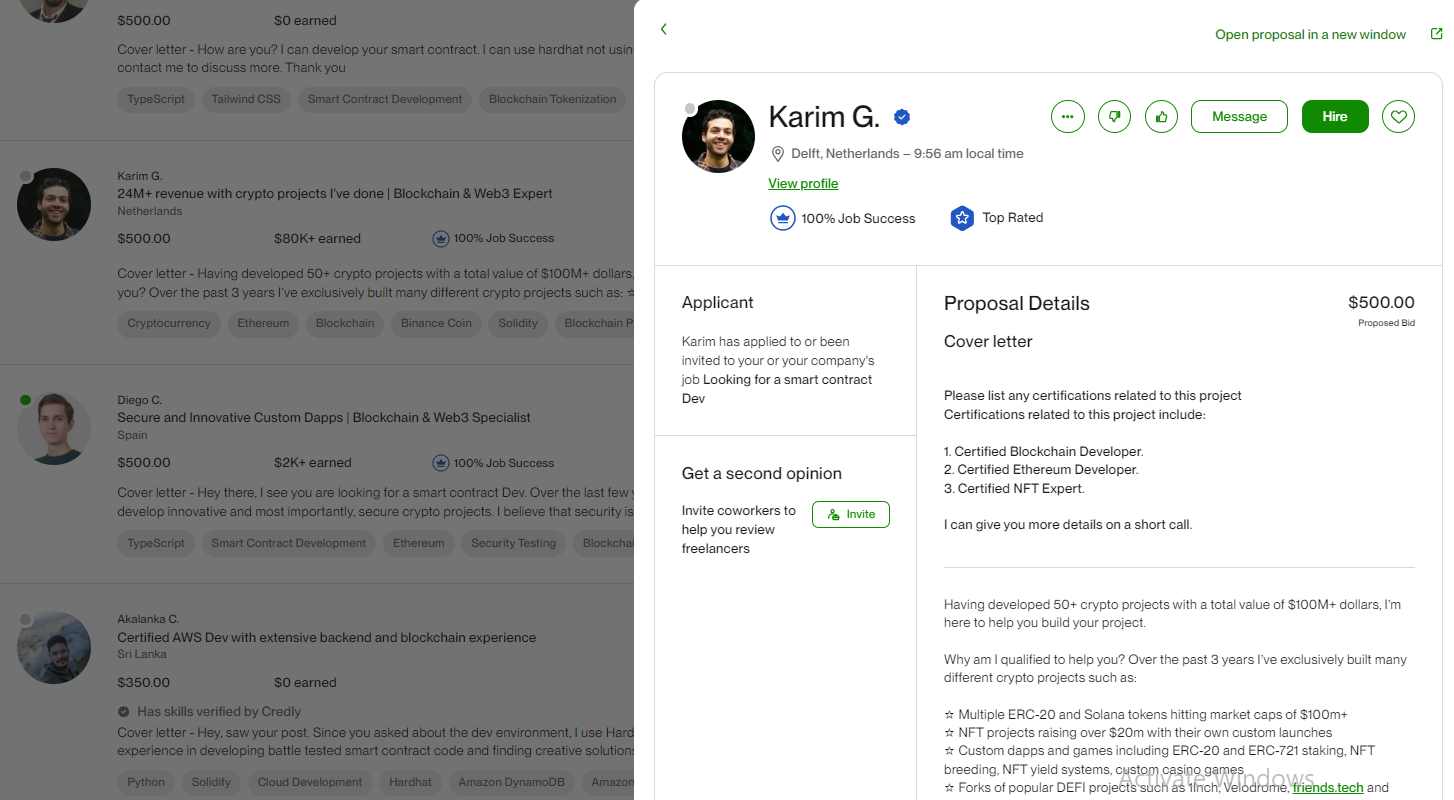 $500.00 $0 earned
Cover letter - How are you? I can develop your smart contract. I can use hardhat not usin
contact me to discuss more. Thank you
TypeScript Tailwind CSS Smart Contract Development Blockchain Tokenization
Karim G.
24M+ revenue with crypto projects I've done | Blockchain & Web3 Expert
Netherlands
$500.00 $80K+ earned 100% Job Success
Cover letter - Having developed 50+ crypto projects with a total value of $100M+ dollars,
you? Over the past 3 years I've exclusively built many different crypto projects such as: ☆
Cryptocurrency Ethereum Blockchain Binance Coin Solidity Blockchain P
Diego C.
Secure and Innovative Custom Dapps | Blockchain & Web3 Specialist
Spain
$500.00 $2K+ earned 100% Job Success
Cover letter - Hey there, I see you are looking for a smart contract Dev. Over the last few y
develop innovative and most importantly, secure crypto projects. I believe that security is
TypeScript Smart Contract Development Ethereum Security Testing Blockchai
Akalanka C.
Certified AWS Dev with extensive backend and blockchain experience
Sri Lanka
$350.00 $0 earned
Has skills verified by Credly
Cover letter - Hey, saw your post. Since you asked about the dev environment, I use Hard
experience in developing battle tested smart contract code and finding creative solution
Python Solidity Cloud Development Hardhat Amazon DynamoDB Amazon
Open proposal in a new window
Karim G.
Message Hire
Delft, Netherlands – 9:56 am local time
View profile
100% Job Success Top Rated
Applicant
Karim has applied to or been
invited to your or your company's
job Looking for a smart contract
Dev
Get a second opinion
Invite coworkers to
help you review
freelancers
Invite
Proposal Details $500.00
Proposed Bid
Cover letter
Please list any certifications related to this project
Certifications related to this project include:
1. Certified Blockchain Developer.
2. Certified Ethereum Developer.
3. Certified NFT Expert.
I can give you more details on a short call.
Having developed 50+ crypto projects with a total value of $100M+ dollars, I'm
here to help you build your project.
Why am I qualified to help you? Over the past 3 years I've exclusively built many
different crypto projects such as:
☆ Multiple ERC-20 and Solana tokens hitting market caps of $100m+
☆ NFT projects raising over $20m with their own custom launches
☆ Custom dapps and games including ERC-20 and ERC-721 staking, NFT
breeding, NFT yield systems, custom casino games
☆ Forks of popular DEFI projects such as 1inch, Velodrome, friends.tech and
Activate Windows